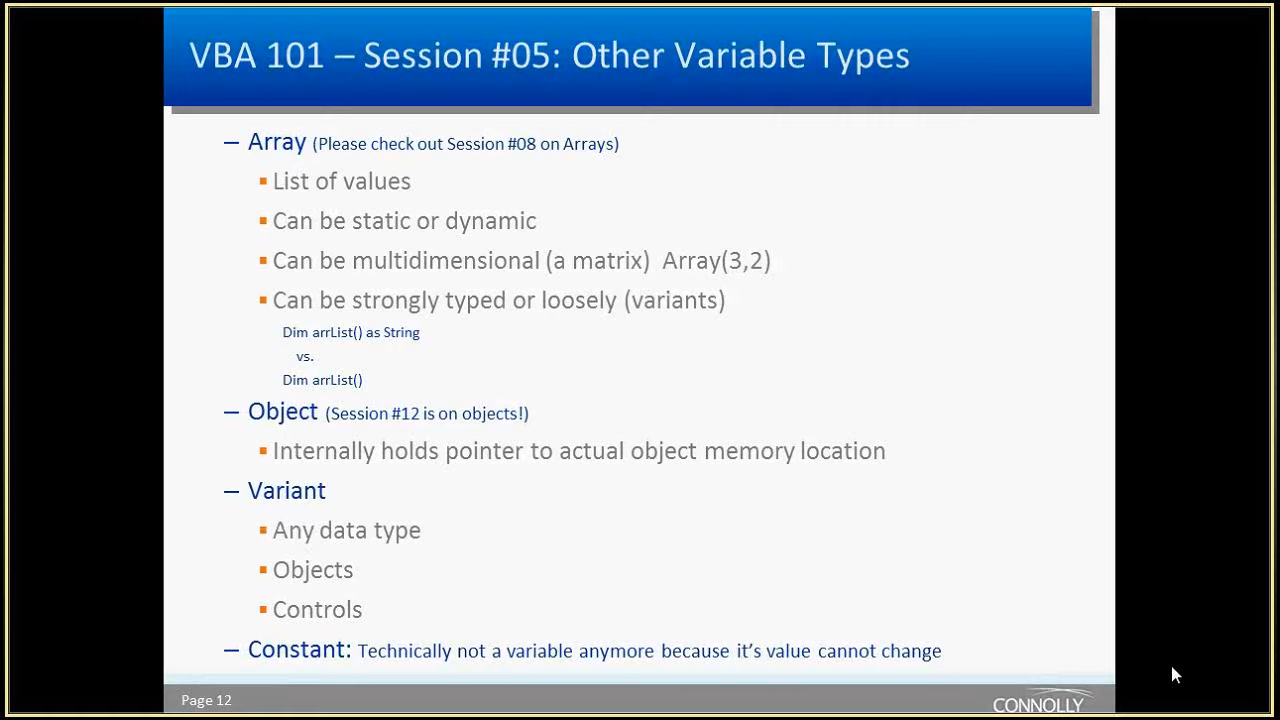 VBA 101 – Session #05: Other Variable Types
– Array (Please check out Session #08 on Arrays)
▪ List of values
▪ Can be static or dynamic
▪ Can be multidimensional (a matrix)  Array(3,2)
▪ Can be strongly typed or loosely (variants)
Dim arrList() as String
vs.
Dim arrList()
– Object (Session #12 is on objects!)
▪ Internally holds pointer to actual object memory location
– Variant
▪ Any data type
▪ Objects
▪ Controls
– Constant: Technically not a variable anymore because it’s value cannot change
Page 12
CONNOLLY